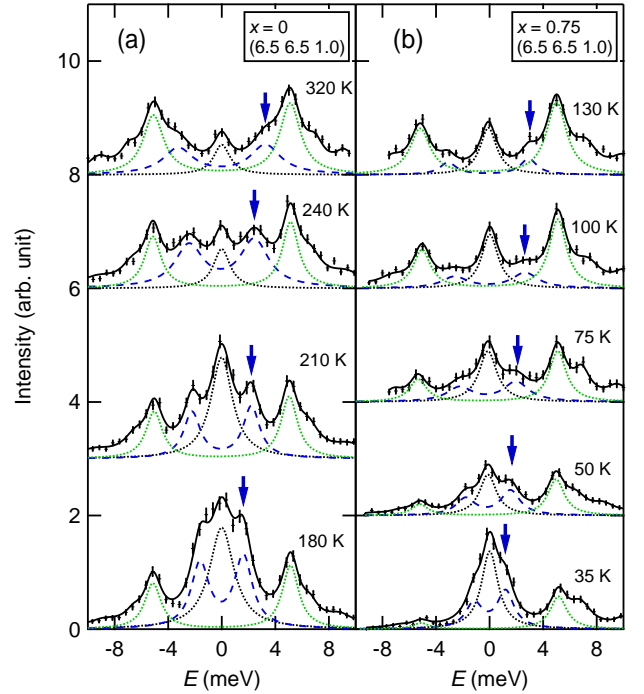 (a)
x = 0
(6.5 6.5 1.0)
320 K
240 K
210 K
180 K
(b)
x = 0.75
(6.5 6.5 1.0)
130 K
100 K
75 K
50 K
35 K
10
8
6
4
2
0
Intensity (arb. unit)
-8 -4 0 4 8
E (meV)
-8 -4 0 4 8
E (meV)